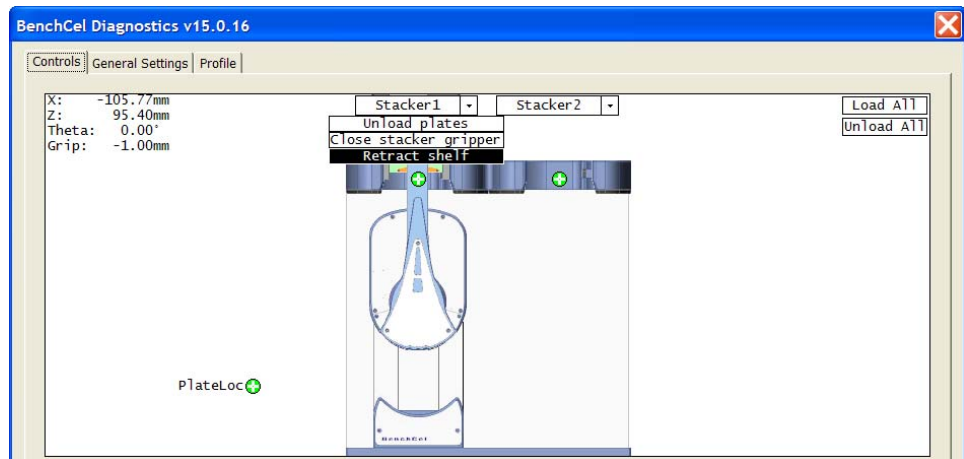 BenchCel Diagnostics v15.0.16
Controls General Settings Profile
X: -105.77mm
Z: 95.40mm
Theta: 0.00°
Grip: -1.00mm
Stacker1 Stacker2
Unload plates
Close stacker gripper
Retract shelf
Load All
Unload All
PlateLoc
BenchCel